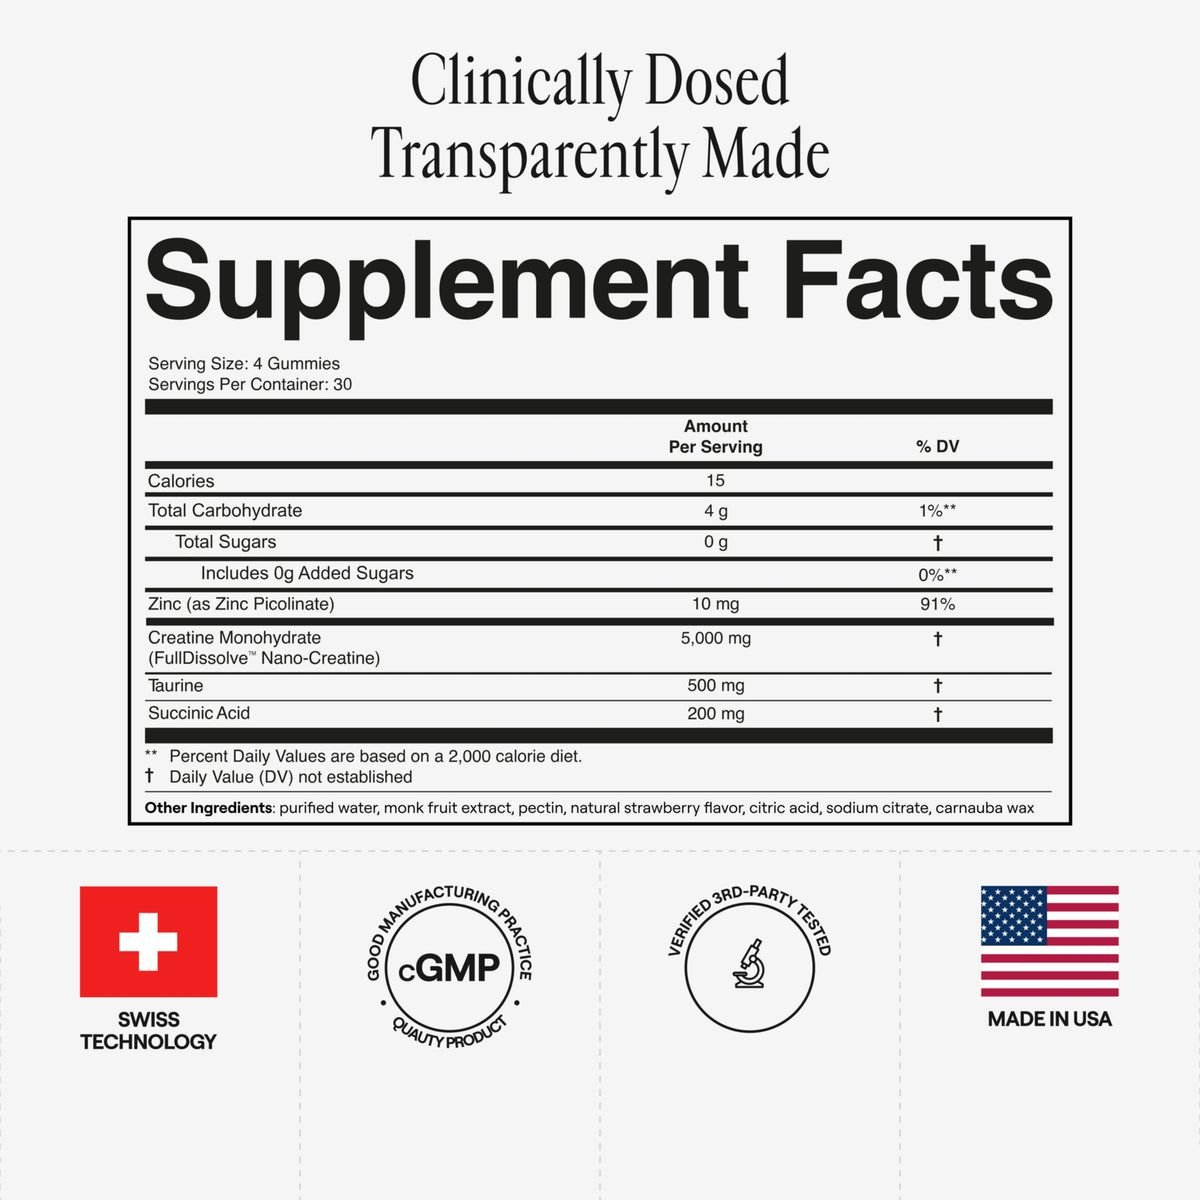 Clinically Dosed
Transparently Made
Supplement Facts
Serving Size: 4 Gummies
Servings Per Container: 30
Amount
Per Serving
% DV
Calories 15
Total Carbohydrate 4 g 1%**
Total Sugars 0 g †
Includes 0g Added Sugars 0%**
Zinc (as Zinc Picolinate) 10 mg 91%
Creatine Monohydrate 5,000 mg †
(FullDissolve™ Nano-Creatine)
Taurine 500 mg †
Succinic Acid 200 mg †
** Percent Daily Values are based on a 2,000 calorie diet.
† Daily Value (DV) not established
Other Ingredients: purified water, monk fruit extract, pectin, natural strawberry flavor, citric acid, sodium citrate, carnauba wax
SWISS
TECHNOLOGY
GOOD MANUFACTURING PRACTICE
cGMP
• QUAUTY PRODUCT •
VERIFIED 3RD-PARTY TESTED
MADE IN USA